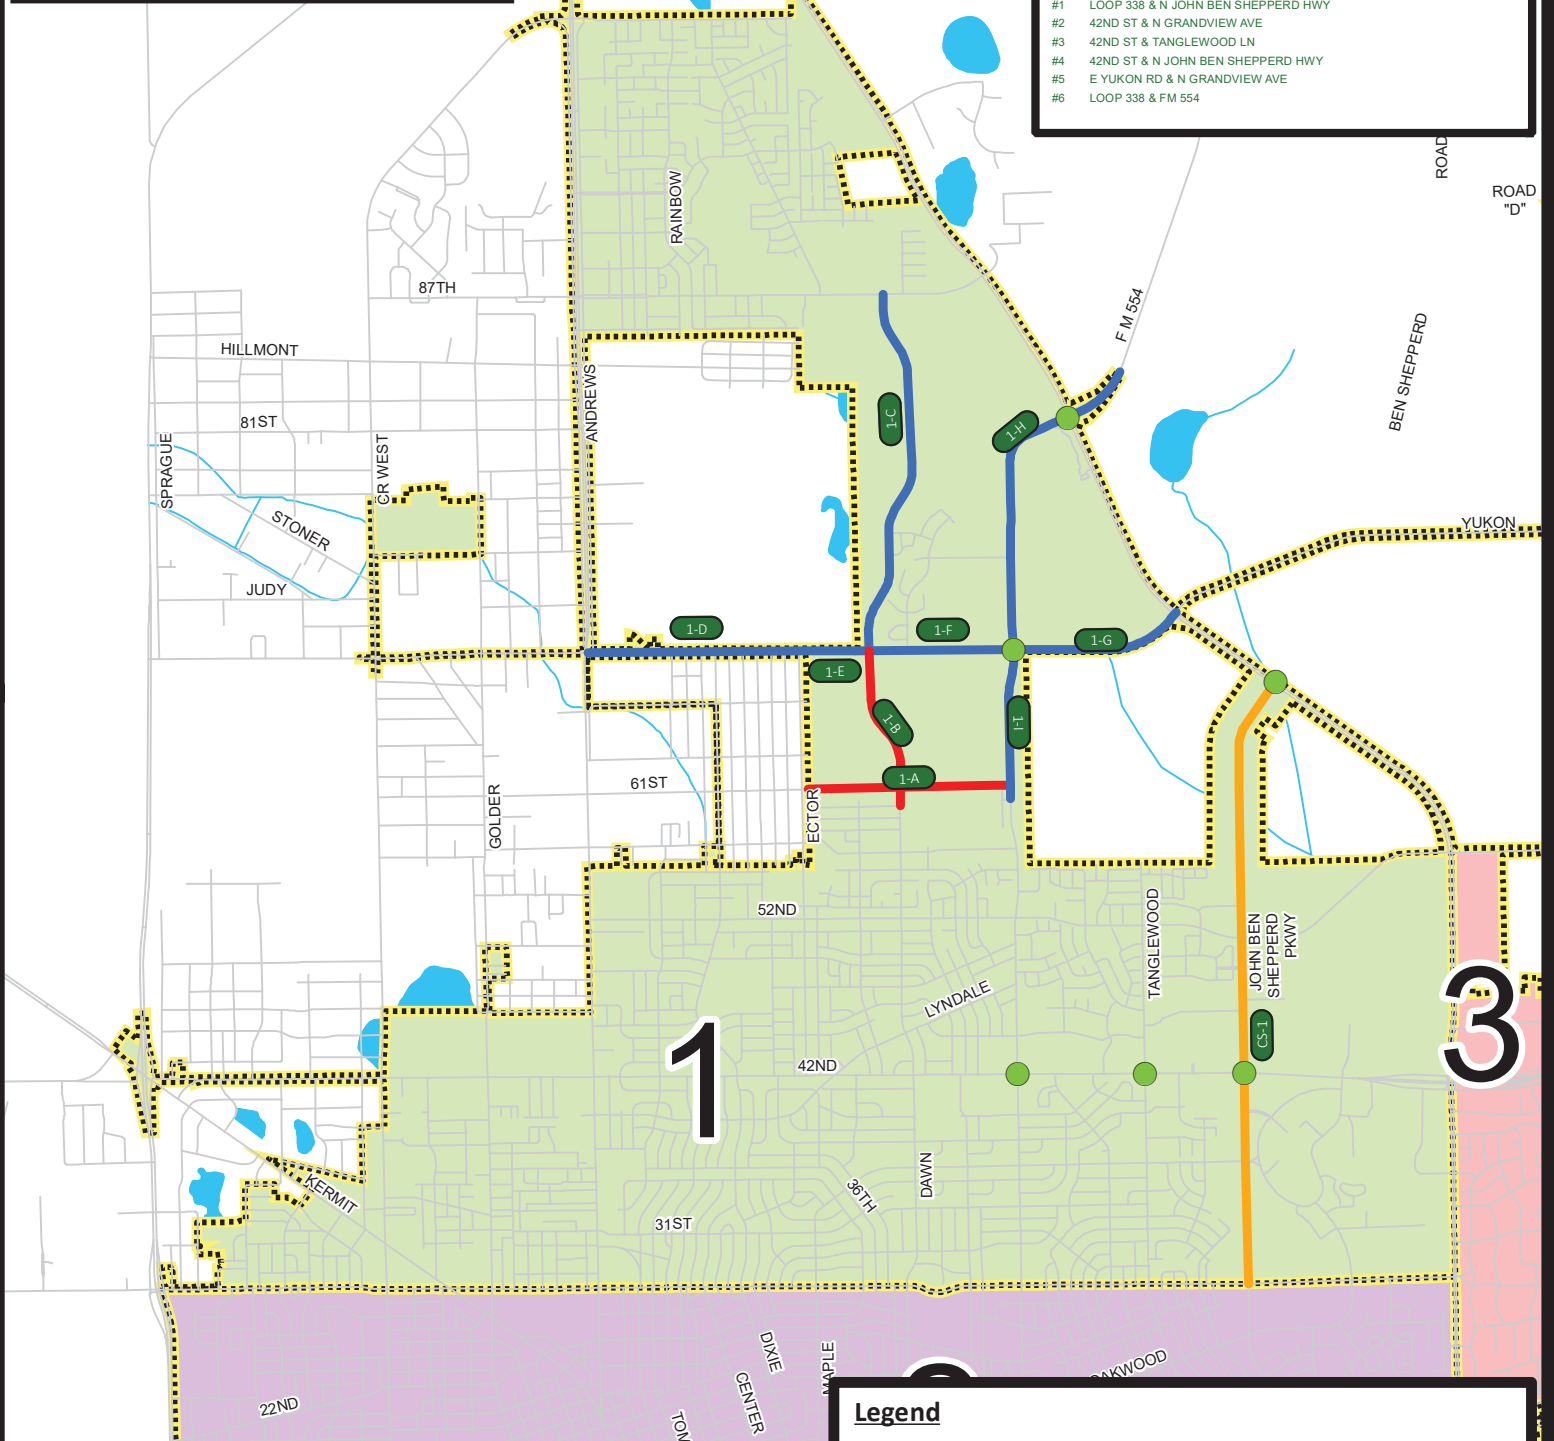 #1 LOOP 338 & N JOHN BEN SHEPPERD HWY
#2 42ND ST & N GRANDVIEW AVE
#3 42ND ST & TANGLEWOOD LN
#4 42ND ST & N JOHN BEN SHEPPERD HWY
#5 E YUKON RD & N GRANDVIEW AVE
#6 LOOP 338 & FM 554
ROAD
ROAD
"D"
RAINBOW
87TH
F M 554
BEN SHEPPERD
HILLMONT
ANDREWS
81ST
1-C
1-H
SPRAGUE
CR WEST
STONER
YUKON
JUDY
1-D
1-F
1-G
1-E
1-B
1-I
61ST
1-A
GOLDER
ECTOR
52ND
TANGLEWOOD
JOHN BEN
SHEPPERD
PKWY
LYNDALE
CS-1
3
1
42ND
DAWN
36TH
KERMIT
31ST
DIXIE
MAPLE
OAKWOOD
CENTER
22ND
TOM
Legend